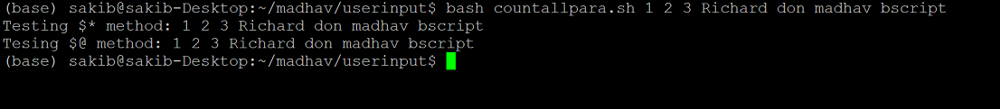 (base) sakib@sakib-Desktop:~/madhav/userinput$ bash countallpara.sh 1 2 3 Richard don madhav bscript
Testing $* method: 1 2 3 Richard don madhav bscript
Tesing $@ method: 1 2 3 Richard don madhav bscript
(base) sakib@sakib-Desktop:~/madhav/userinput$